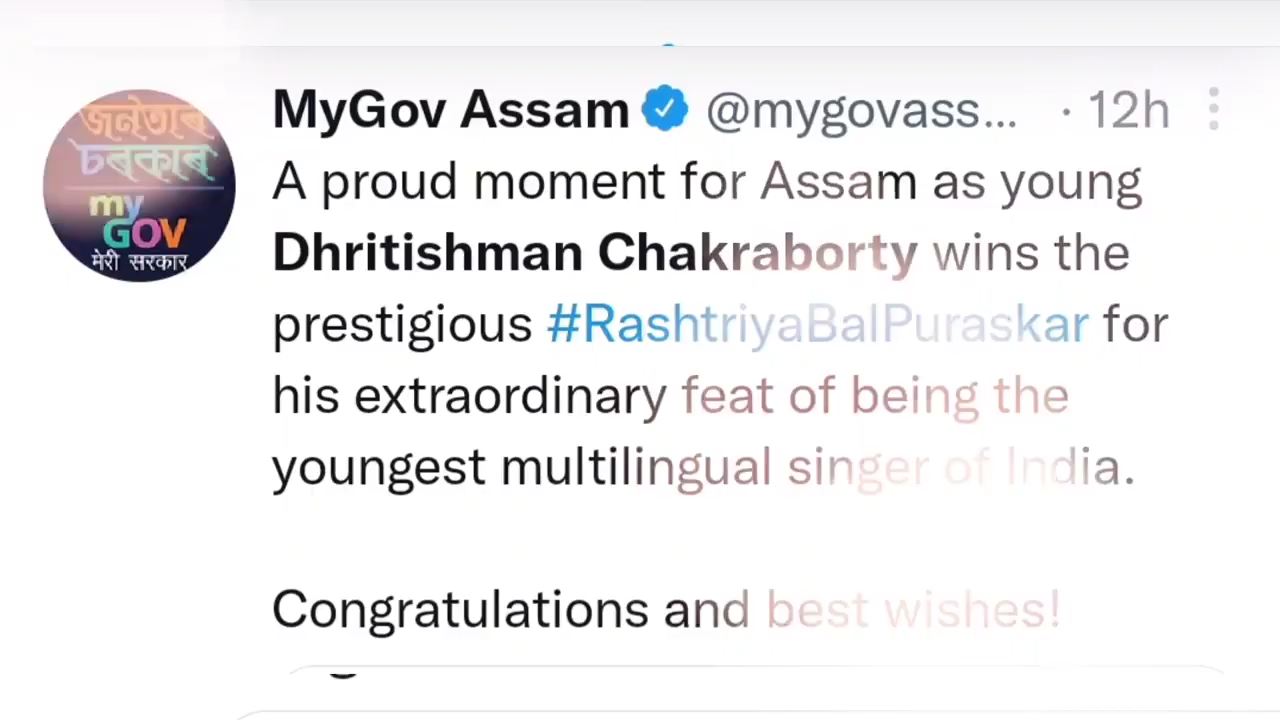 জনতাৰ
চৰকাৰ
my
GOV
मेरी सरकार
MyGov Assam @mygovass... · 12h
A proud moment for Assam as young
Dhritishman Chakraborty wins the
prestigious #RashtriyaBalPuraskar for
his extraordinary feat of being the
youngest multilingual singer of India.
Congratulations and best wishes!